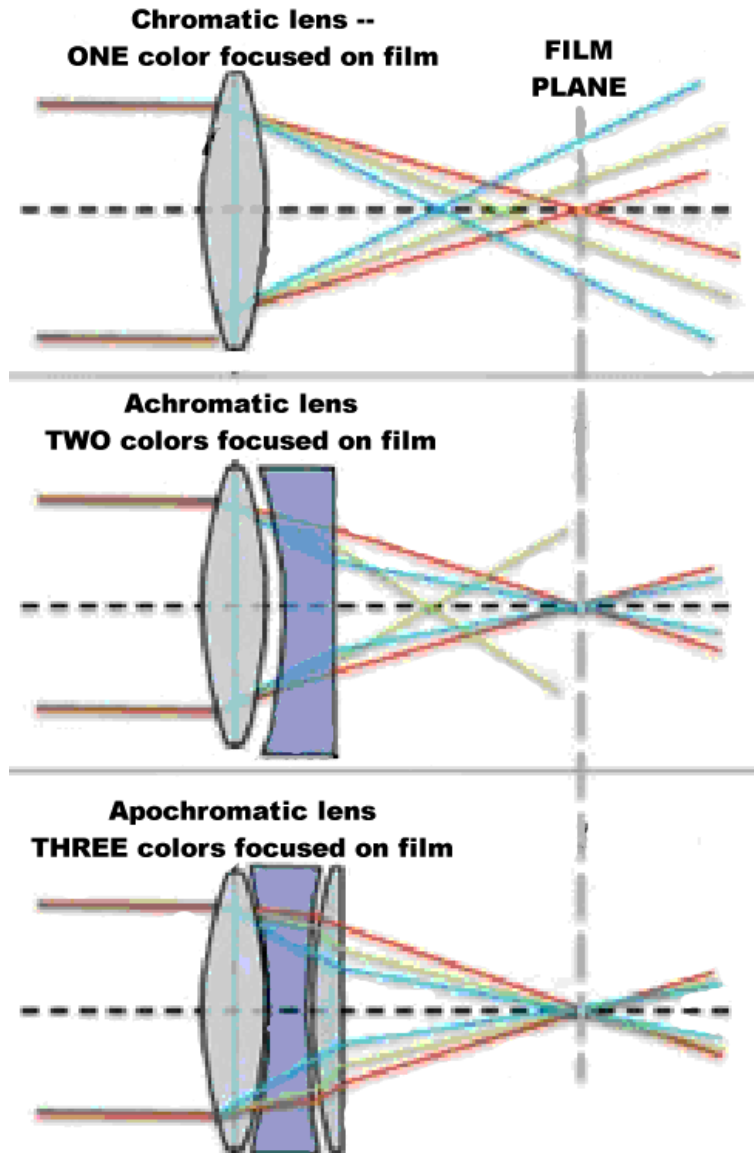 Chromatic lens --
ONE color focused on film
FILM
PLANE
Achromatic lens
TWO colors focused on film
Apochromatic lens
THREE colors focused on film